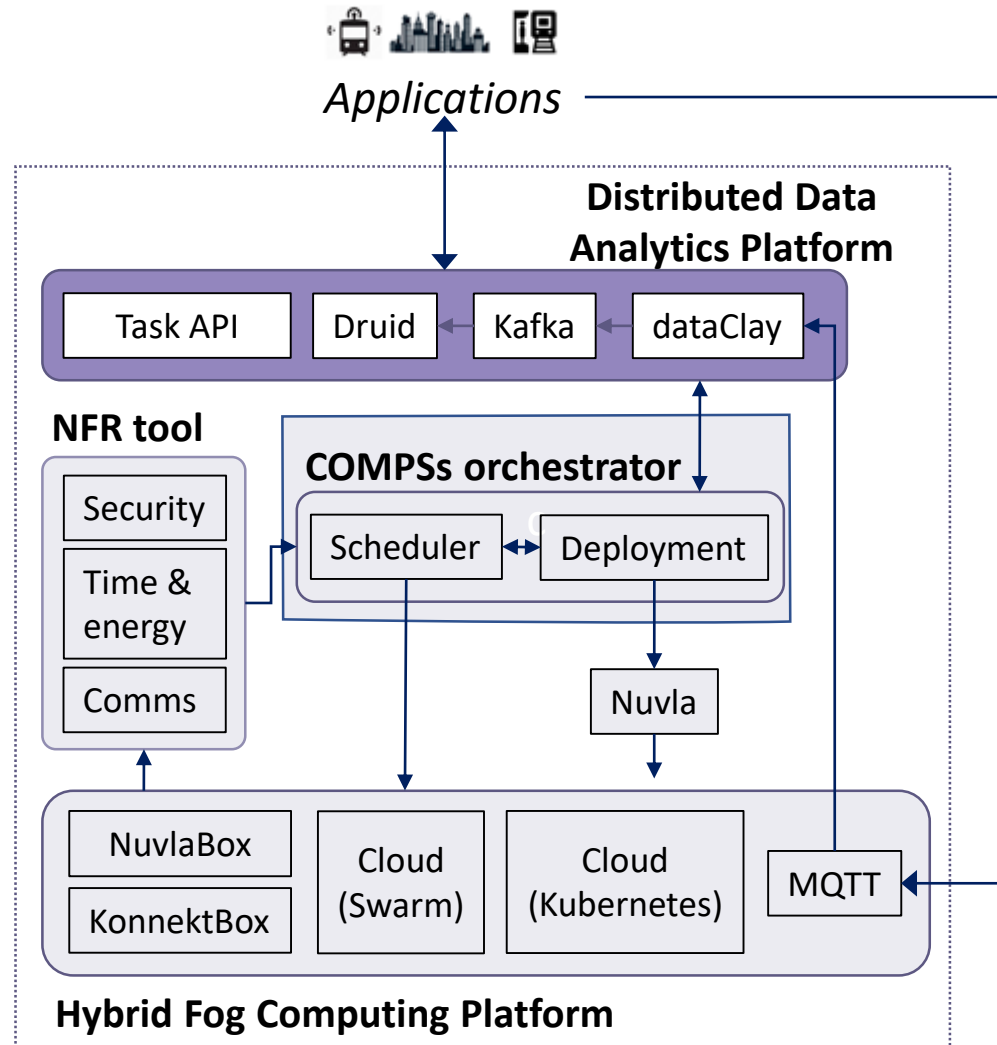 Applications
Distributed Data
Analytics Platform
Task API
Druid
Kafka
dataClay
NFR tool
Security
Time &
energy
Comms
COMPSs orchestrator
Scheduler
Deployment
Nuvla
NuvlaBox
KonnektBox
Cloud
(Swarm)
Cloud
(Kubernetes)
MQTT
Hybrid Fog Computing Platform